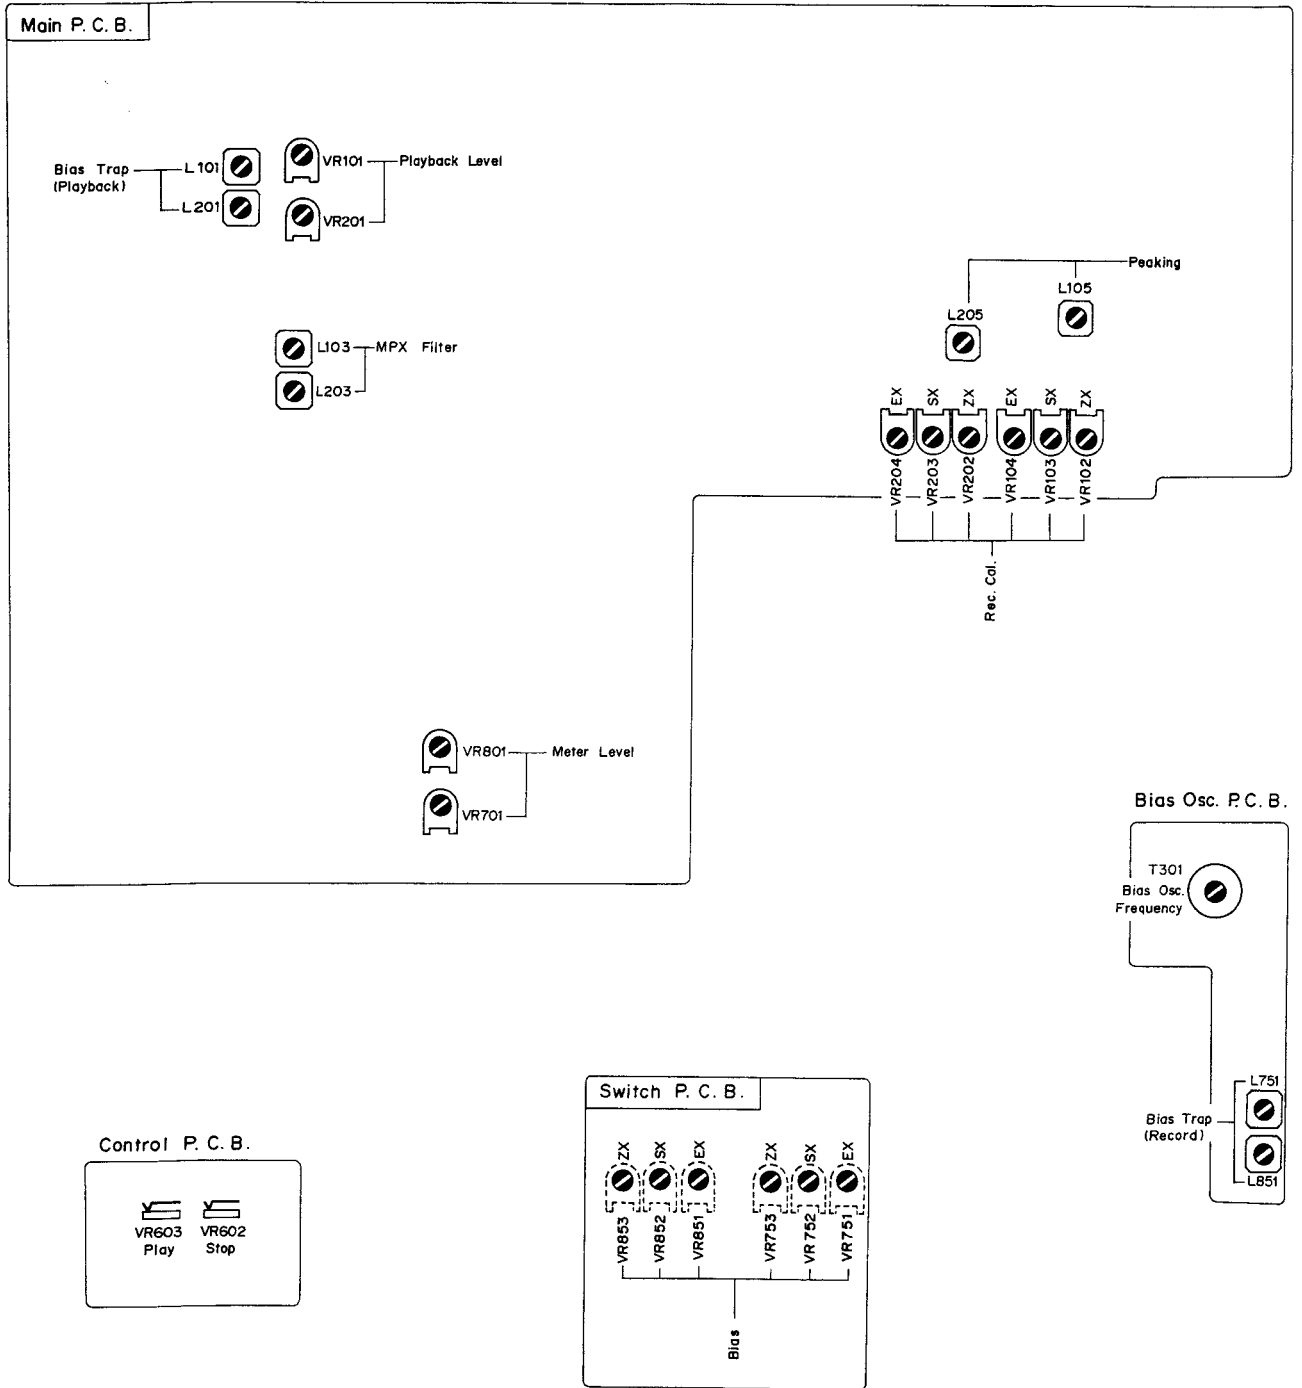 Main P. C. B.
Bias Trap
(Playback)
L101
L201
VR101
VR201
Playback Level
L103
L203
MPX Filter
Peaking
L205
L105
EX
SX
ZX
EX
SX
ZX
VR204
VR203
VR202
VR104
VR103
VR102
Rec. Cal.
VR801
VR701
Meter Level
Bias Osc. P. C. B.
T301
Bias Osc.
Frequency
L751
Bias Trap
(Record)
L851
Control P. C. B.
VR603
Play
VR602
Stop
Switch P. C. B.
ZX
SX
EX
ZX
SX
EX
VR853
VR852
VR851
VR753
VR752
VR751
Bias